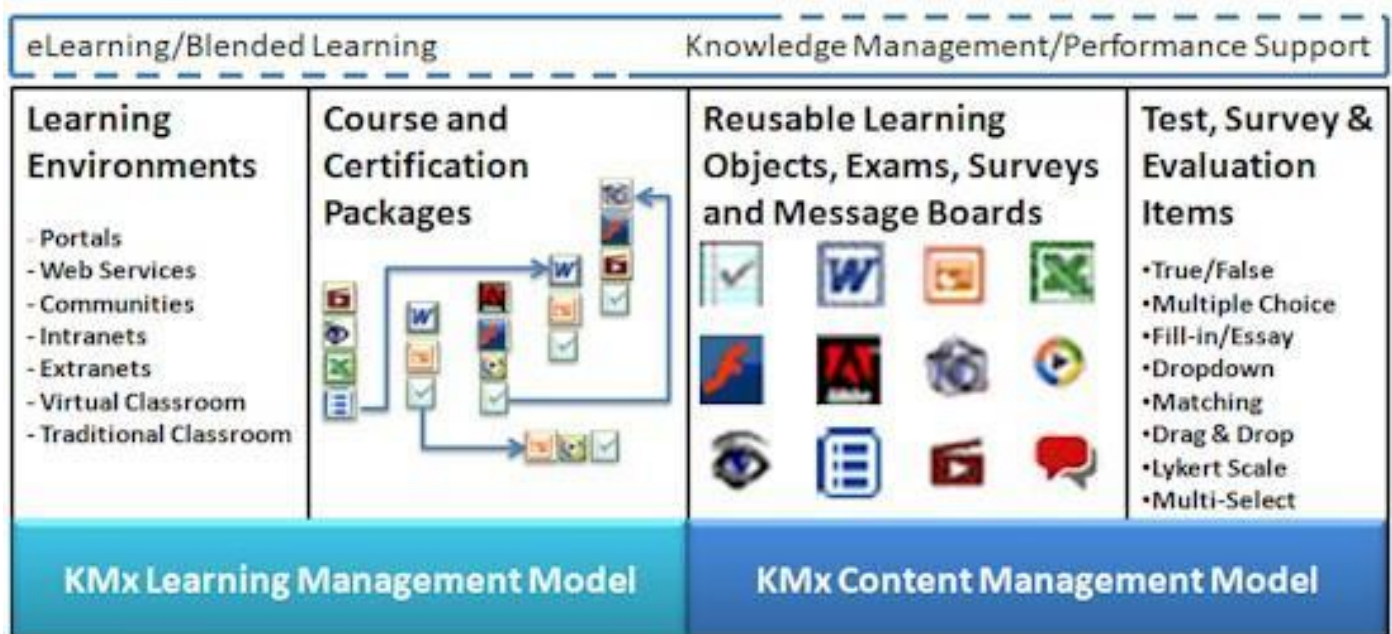 eLearning/Blended Learning
Knowledge Management/Performance Support
Learning
Environments
- Portals
- Web Services
- Communities
- Intranets
- Extranets
- Virtual Classroom
- Traditional Classroom
Course and
Certification
Packages
Reusable Learning
Objects, Exams, Surveys
and Message Boards
Test, Survey &
Evaluation
Items
•True/False
•Multiple Choice
•Fill-in/Essay
•Dropdown
•Matching
•Drag & Drop
•Lykert Scale
•Multi-Select
KMx Learning Management Model
KMx Content Management Model